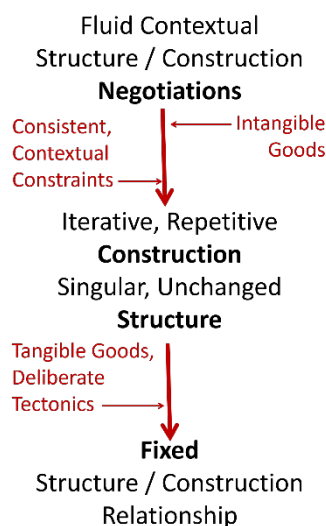 Fluid Contextual
Structure / Construction
Negotiations
Consistent,
Contextual
Constraints
Intangible
Goods
Iterative, Repetitive
Construction
Singular, Unchanged
Structure
Tangible Goods,
Deliberate
Tectonics
Fixed
Structure / Construction
Relationship